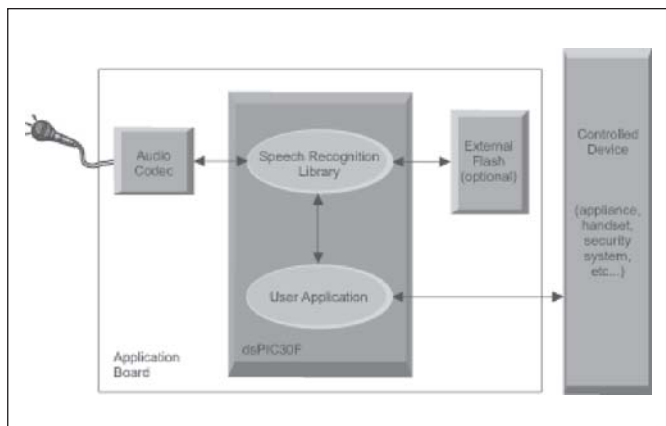 Audio
Codec
Speech Recognition
Library
External
Flash
(optional)
Controlled
Device
(appliance,
handset,
security
system,
etc...)
User Application
dsPIC30F
Application
Board